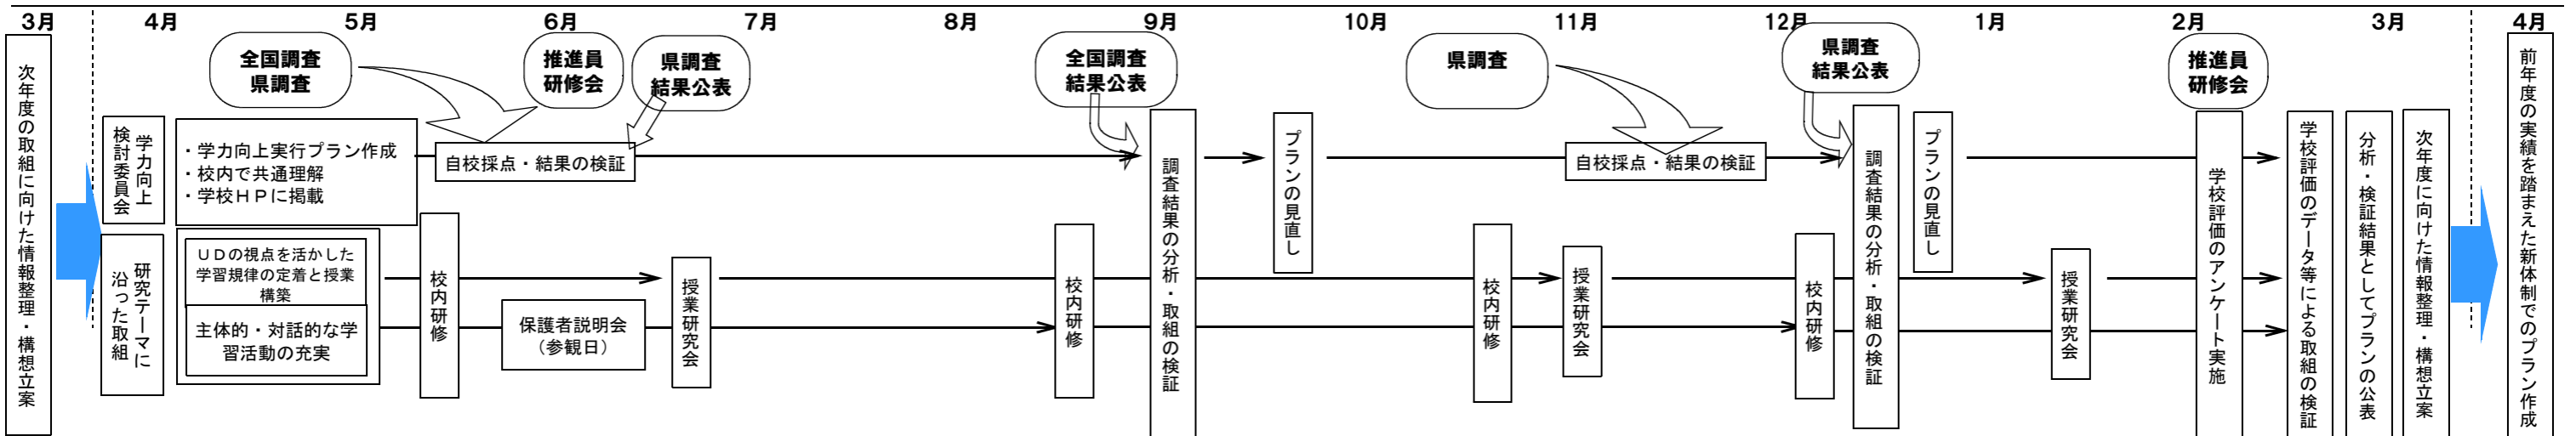 3月
4月
5月
6月
7月
8月
9月
10月
11月
12月
1月
2月
3月
4月
次年度の取組に向けた情報整理・構想立案
学力向上
検討委員会
研究テーマに
沿った取組
全国調査
県調査
・学力向上実行プラン作成
・校内で共通理解
・学校ＨＰに掲載
ＵＤの視点を活かした
学習規律の定着と授業
構築
主体的・対話的な学
習活動の充実
校内研修
自校採点・結果の検証
推進員
研修会
県調査
結果公表
保護者説明会
（参観日）
授業研究会
全国調査
結果公表
校内研修
調査結果の分析・取組の検証
プランの見直し
県調査
自校採点・結果の検証
校内研修
授業研究会
県調査
結果公表
校内研修
調査結果の分析・取組の検証
プランの見直し
授業研究会
推進員
研修会
学校評価のアンケート実施
学校評価のデータ等による取組の検証
分析・検証結果としてプランの公表
次年度に向けた情報整理・構想立案
前年度の実績を踏まえた新体制でのプラン作成